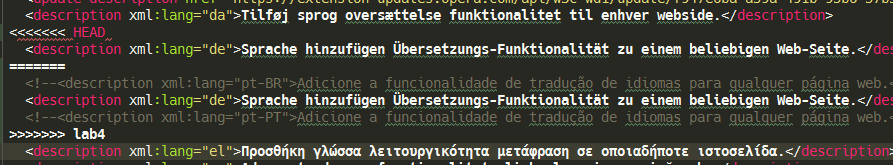 <description xml:lang="da">Tilføj sprog oversættelse funktionalitet til enhver webside.</description>
<<<<<<< HEAD
<description xml:lang="de">Sprache hinzufügen Übersetzungs-Funktionalität zu einem beliebigen Web-Seite.</
=======
<!--<description xml:lang="pt-BR">Adicione a funcionalidade de tradução de idiomas para qualquer página web.
<description xml:lang="de">Sprache hinzufügen Übersetzungs-Funktionalität zu einem beliebigen Web-Seite.</
<!--<description xml:lang="pt-PT">Adicione a funcionalidade de tradução de idiomas para qualquer página web.
>>>>>>> lab4
<description xml:lang="el">Προσθήκη γλώσσα λειτουργικότητα μετάφραση σε οποιαδήποτε ιστοσελίδα.</description>